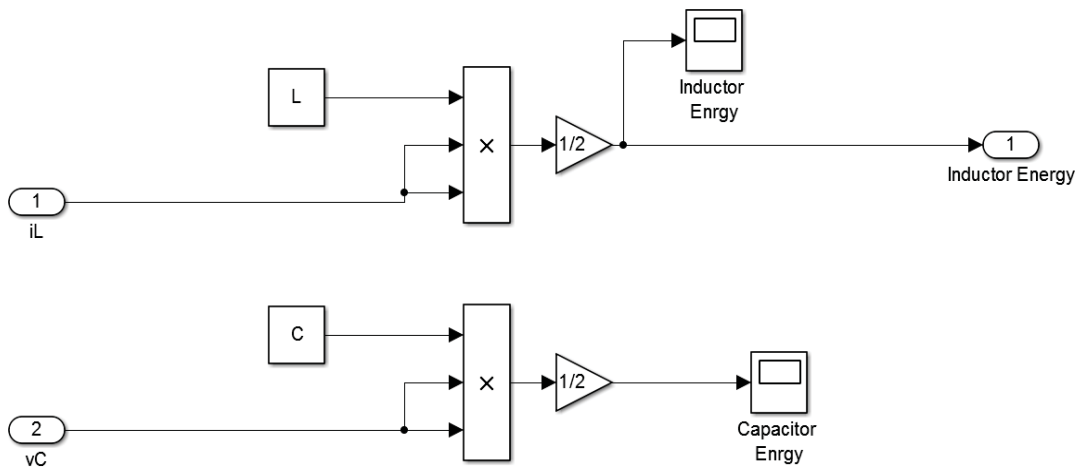 L
×
1/2
Inductor
Enrgy
1
Inductor Energy
1
iL
C
×
1/2
Capacitor
Enrgy
2
vC